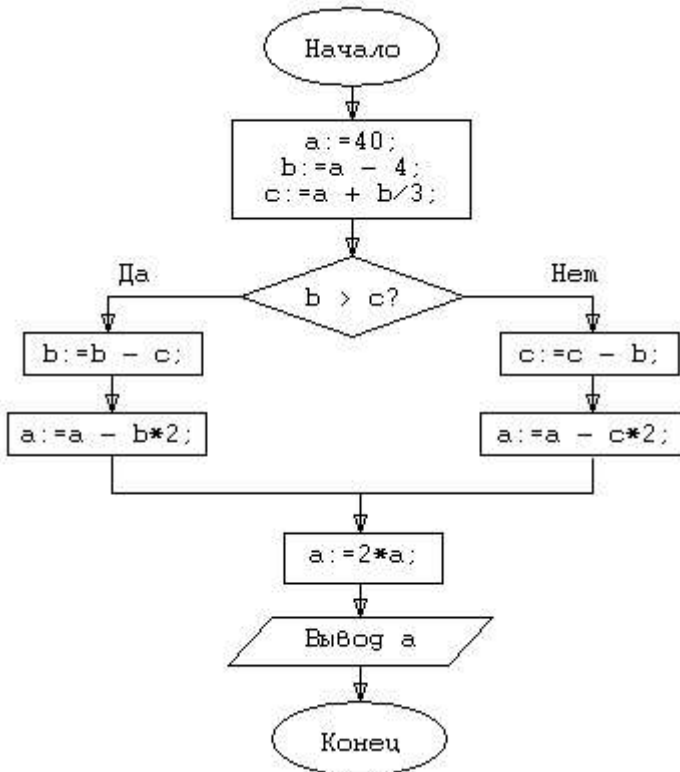 Начало
a:=40;
b:=a - 4;
c:=a + b/3;
Да
Нет
b > c?
b:=b - c;
c:=c - b;
a:=a - b*2;
a:=a - c*2;
a:=2*a;
Вывод a
Конец